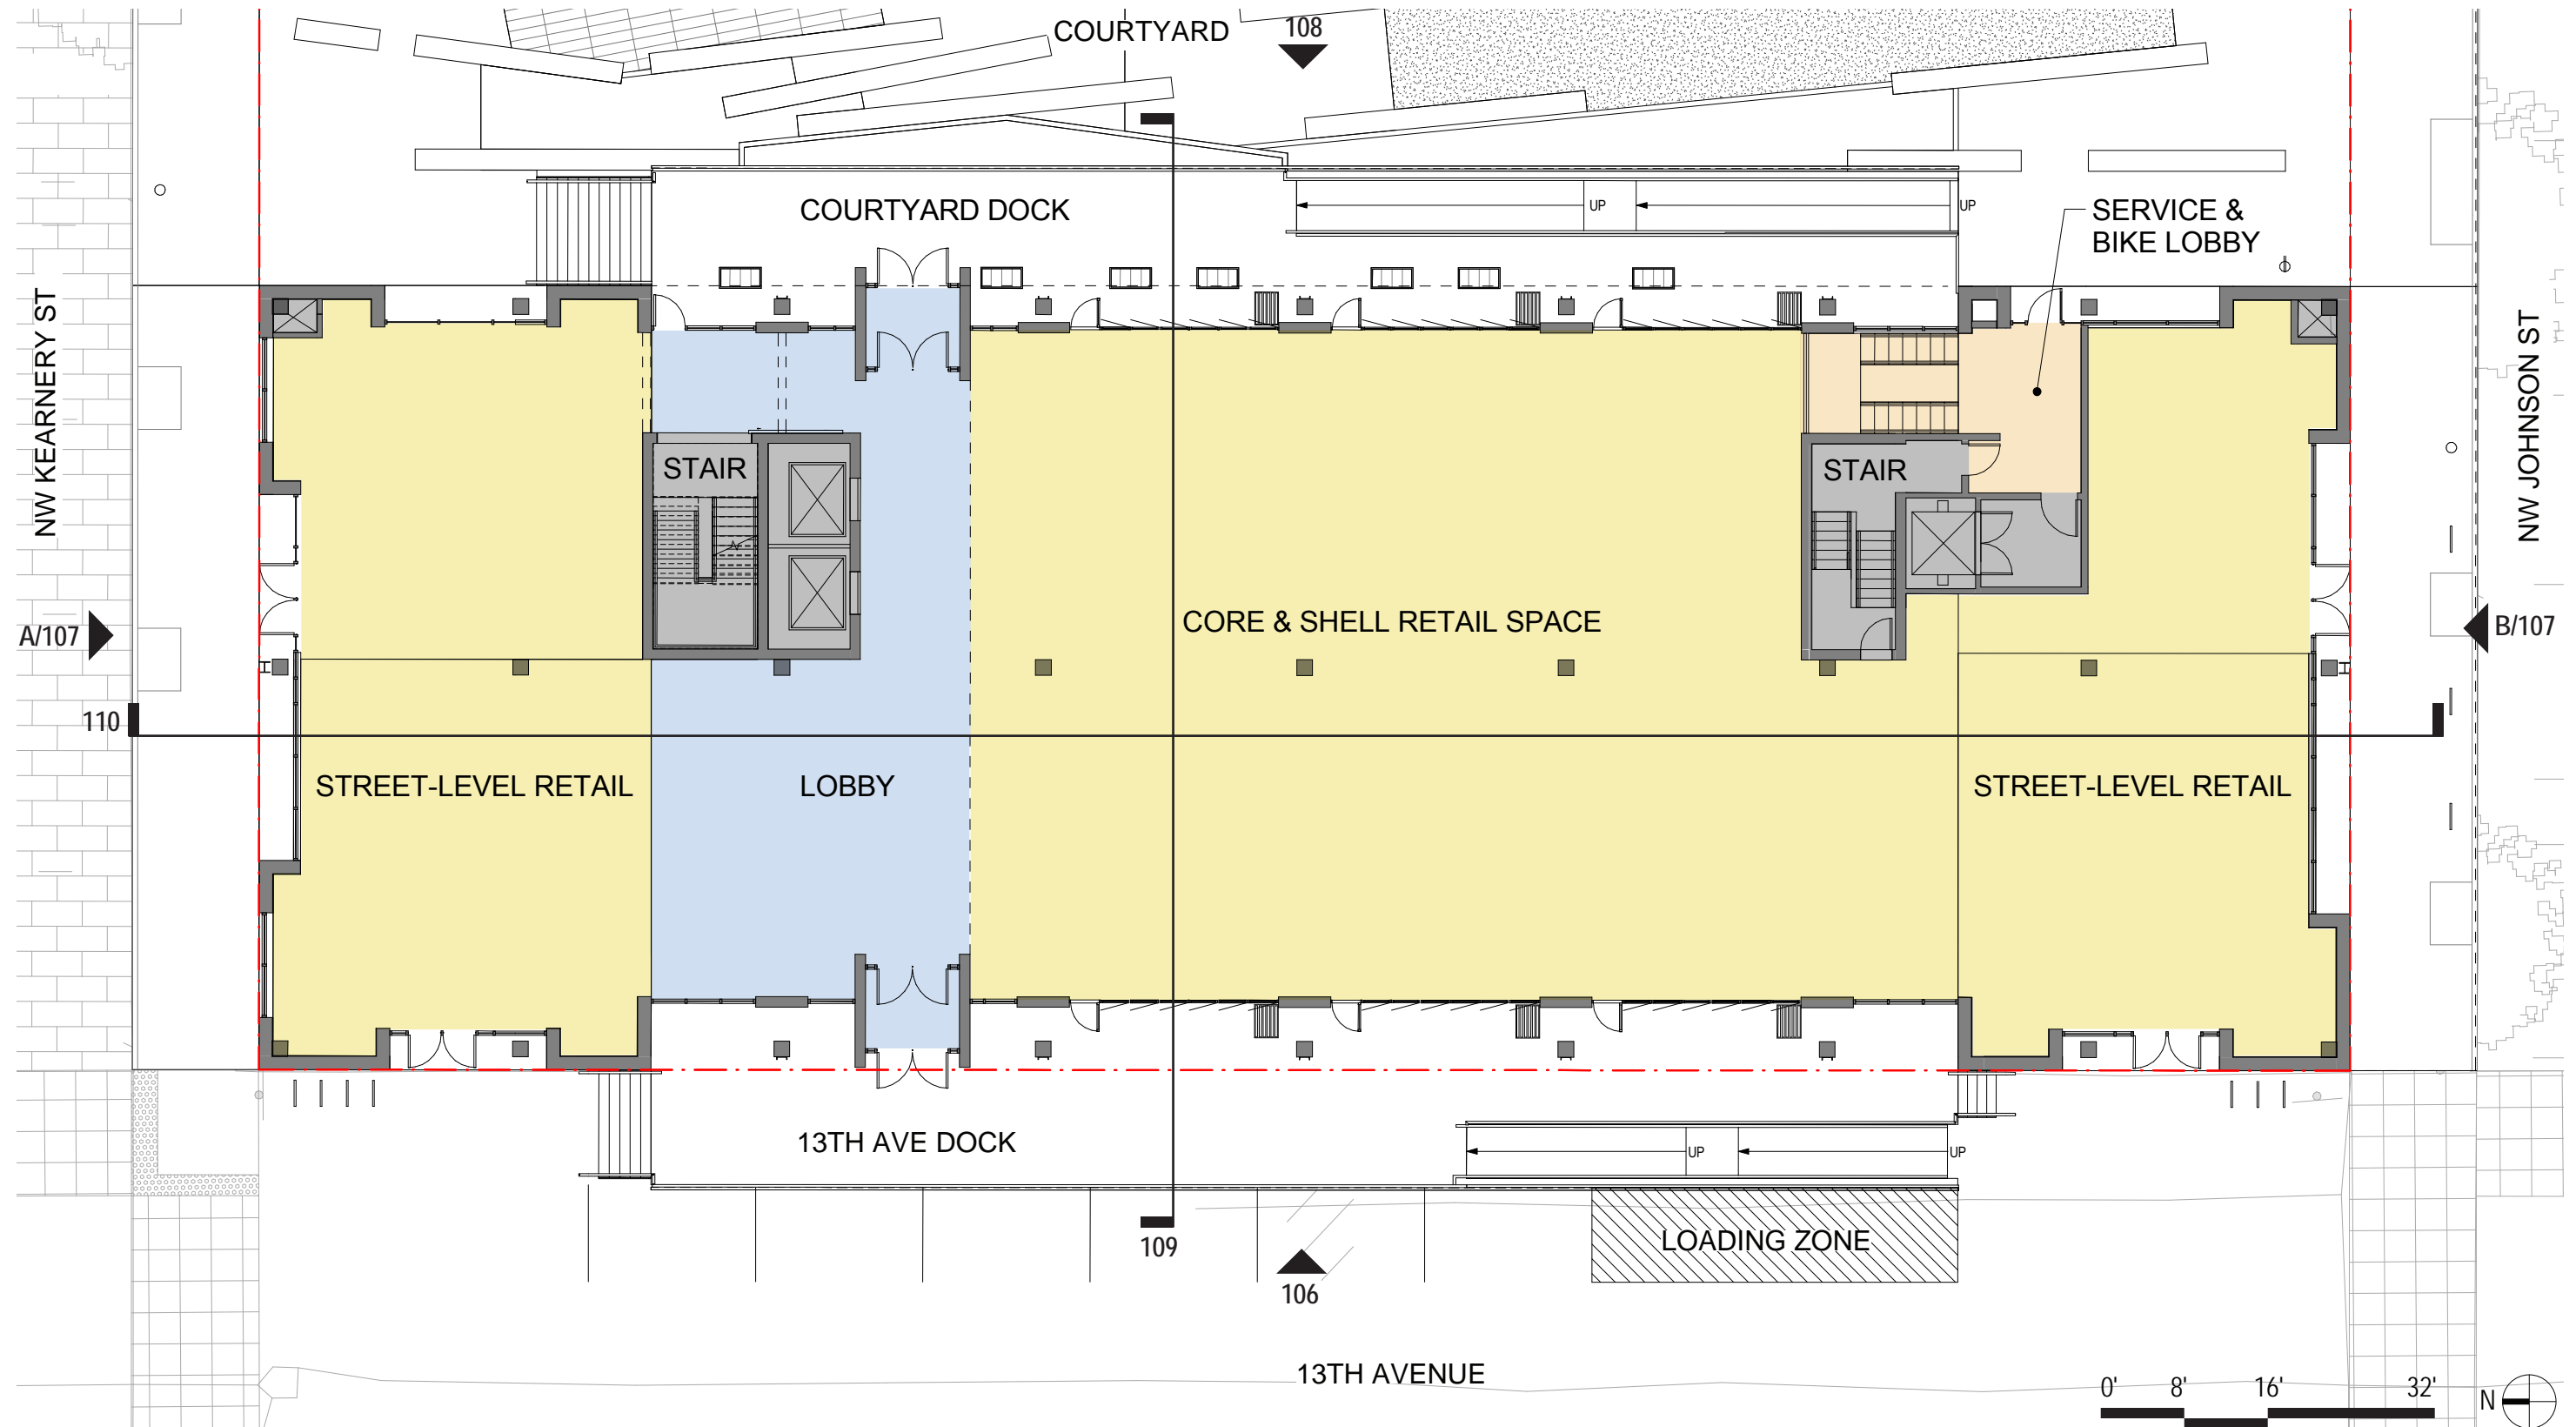 COURTYARD
108
COURTYARD DOCK
UP
UP
SERVICE &
BIKE LOBBY
NW KEARNERY ST
NW JOHNSON ST
STAIR
STAIR
A/107
CORE & SHELL RETAIL SPACE
B/107
110
STREET-LEVEL RETAIL
LOBBY
STREET-LEVEL RETAIL
13TH AVE DOCK
UP
UP
109
LOADING ZONE
106
13TH AVENUE
0' 8' 16' 32'
N